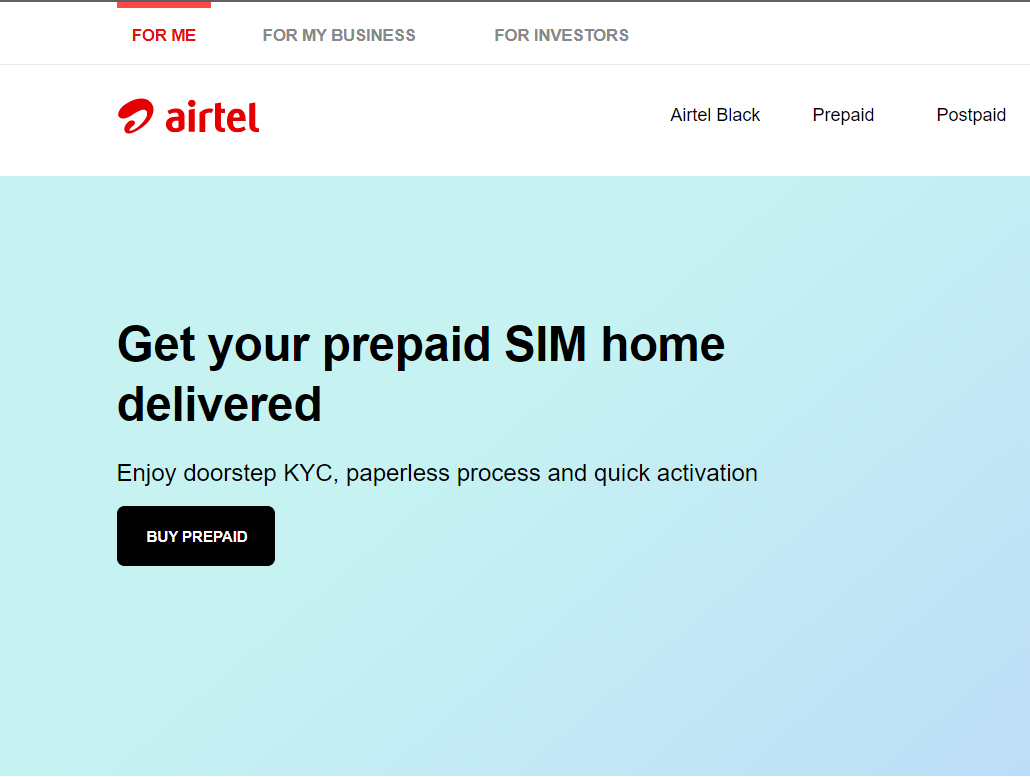 FOR ME FOR MY BUSINESS FOR INVESTORS
airtel Airtel Black Prepaid Postpaid
Get your prepaid SIM home
delivered
Enjoy doorstep KYC, paperless process and quick activation
BUY PREPAID